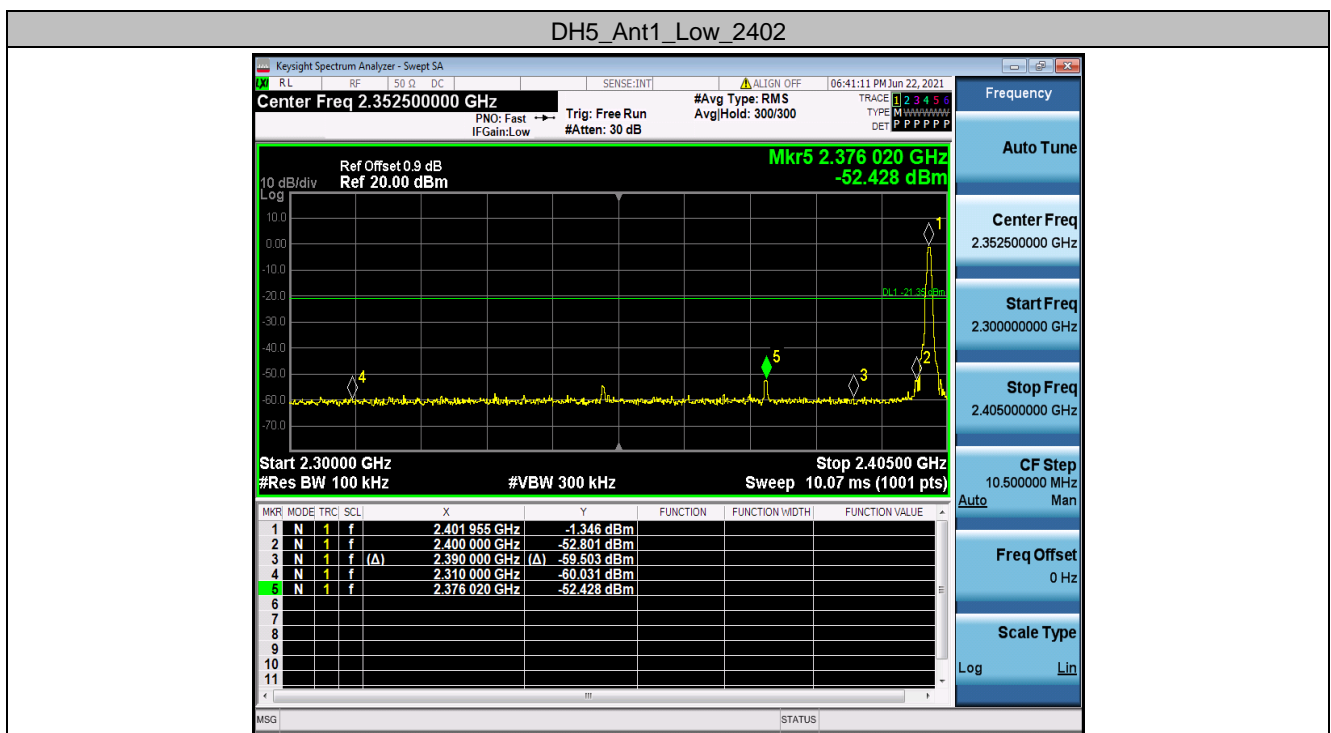 DH5_Ant1_Low_2402
Keysight Spectrum Analyzer - Swept SA
LXI RL RF 50 Ω DC SENSE:INT ALIGN OFF 06:41:11 PM Jun 22, 2021
Center Freq 2.352500000 GHz
PNO: Fast
IFGain:Low
Trig: Free Run
#Atten: 30 dB
#Avg Type: RMS
Avg|Hold: 300/300
TRACE 1 2 3 4 5 6
TYPE M WWWWW
DET P P P P P P
Mkr5 2.376 020 GHz
-52.428 dBm
Ref Offset 0.9 dB
10 dB/div Ref 20.00 dBm
Log
10.0
0.00
-10.0
-20.0
-30.0
-40.0
-50.0
-60.0
-70.0
DL1 -21.35 dBm
1
2
3
4
5
Start 2.30000 GHz Stop 2.40500 GHz
#Res BW 100 kHz #VBW 300 kHz Sweep 10.07 ms (1001 pts)
MKR MODE TRC SCL X Y FUNCTION FUNCTION WIDTH FUNCTION VALUE
1 N 1 f 2.401 955 GHz -1.346 dBm
2 N 1 f 2.400 000 GHz -52.801 dBm
3 N 1 f (Δ) 2.390 000 GHz (Δ) -59.503 dBm
4 N 1 f 2.310 000 GHz -60.031 dBm
5 N 1 f 2.376 020 GHz -52.428 dBm
6
7
8
9
10
11
MSG STATUS
Frequency
Auto Tune
Center Freq
2.352500000 GHz
Start Freq
2.300000000 GHz
Stop Freq
2.405000000 GHz
CF Step
10.500000 MHz
Auto Man
Freq Offset
0 Hz
Scale Type
Log Lin